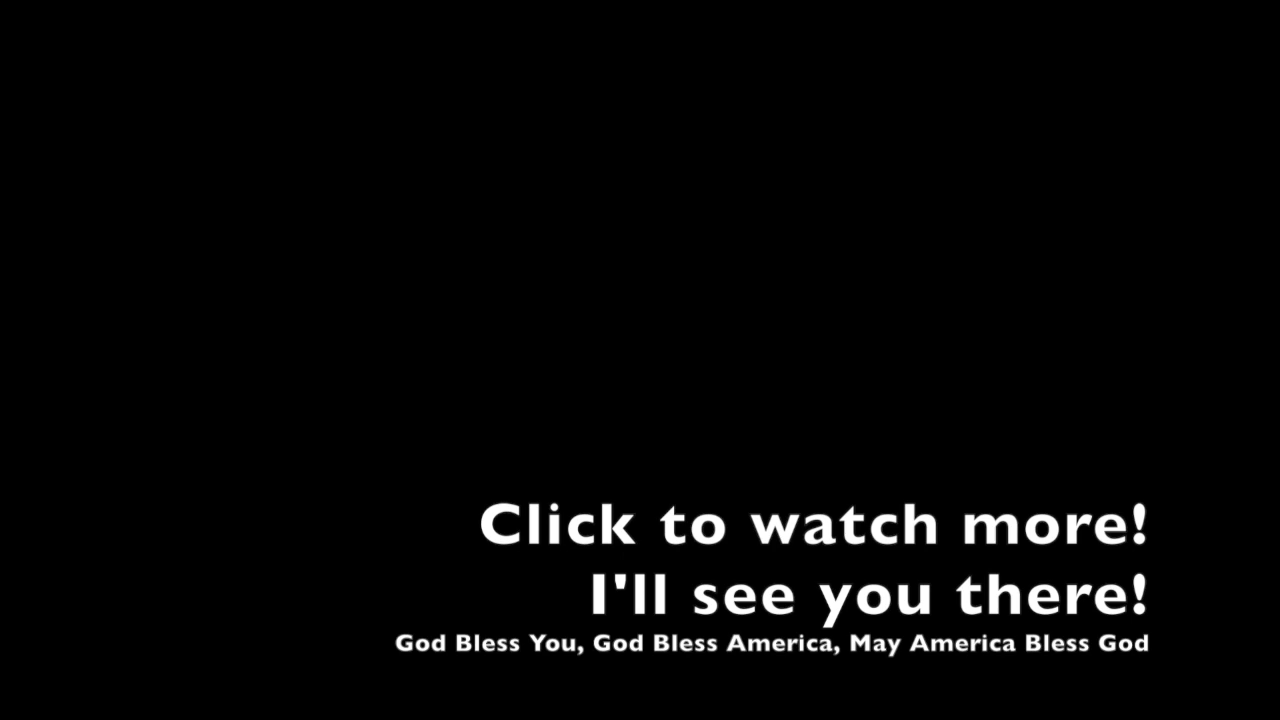 Click to watch more!
I'll see you there!
God Bless You, God Bless America, May America Bless God